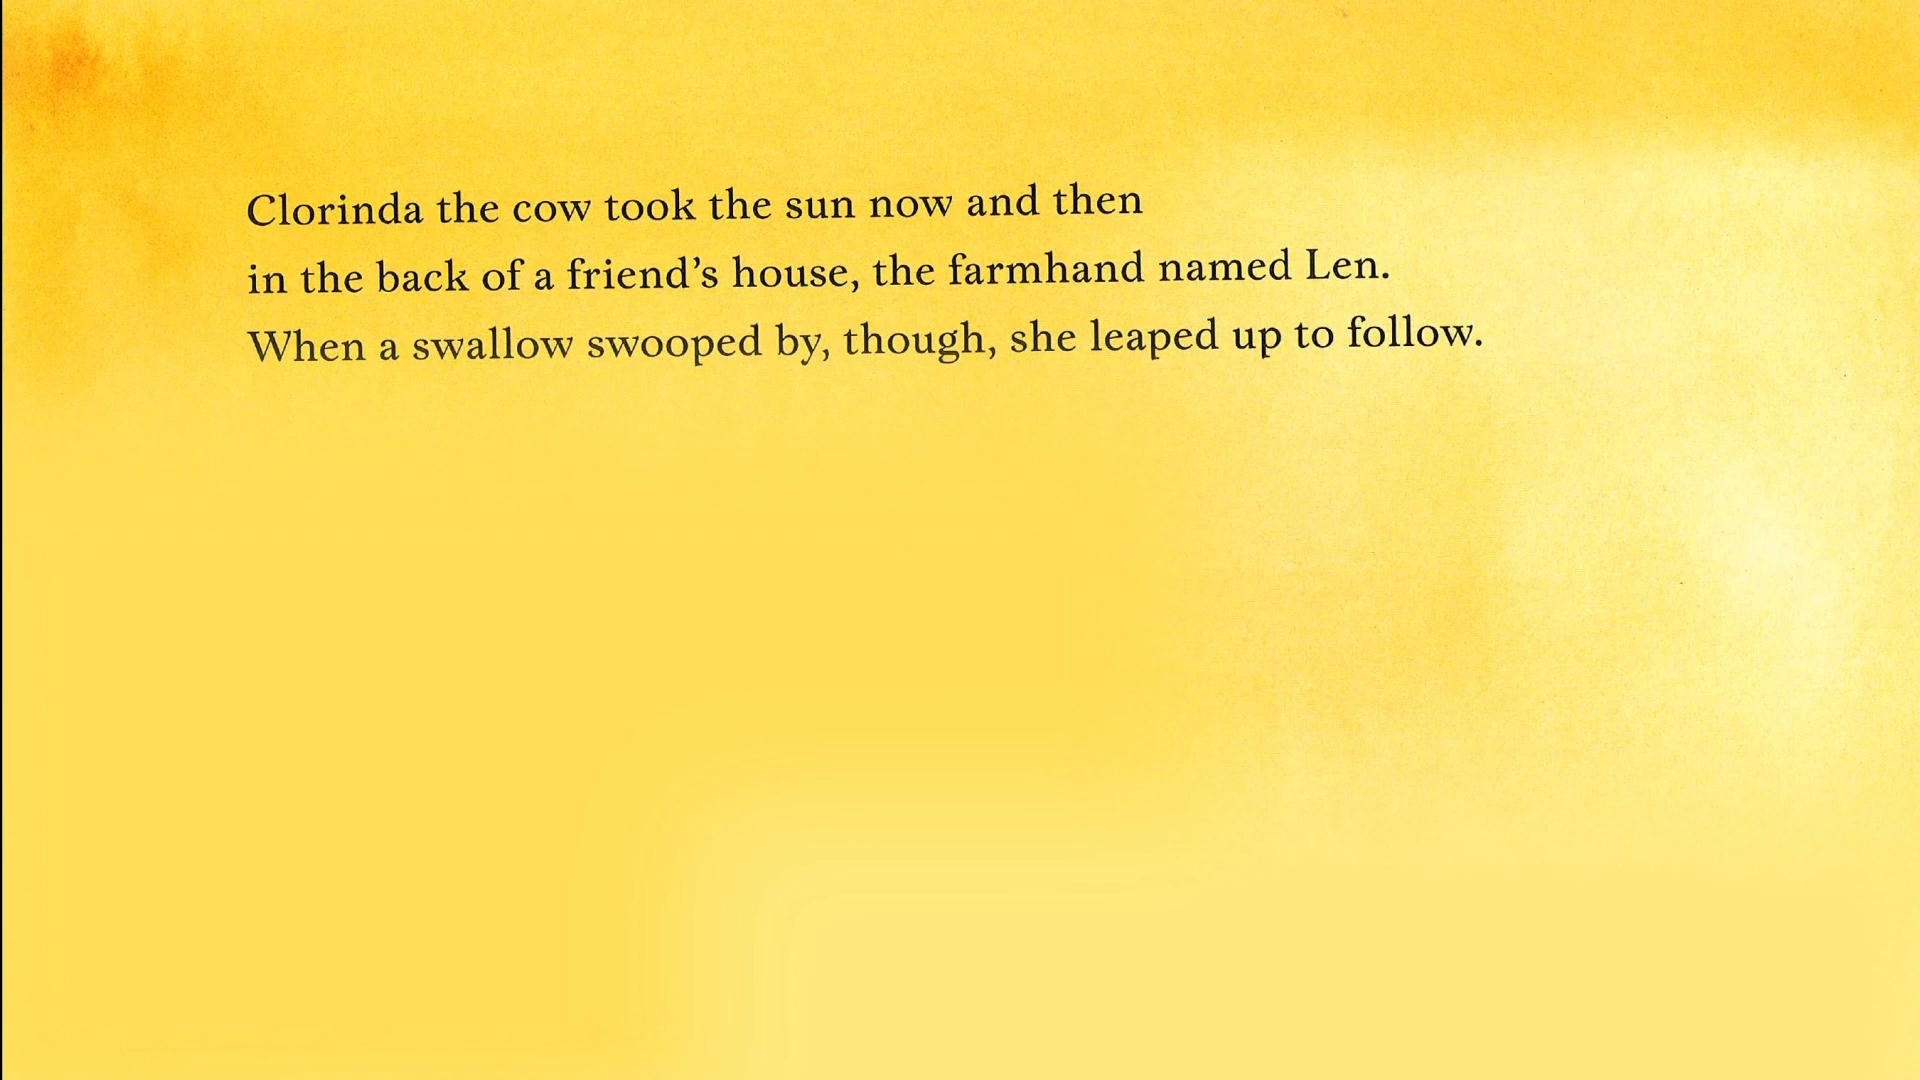 Clorinda the cow took the sun now and then
in the back of a friend’s house, the farmhand named Len.
When a swallow swooped by, though, she leaped up to follow.